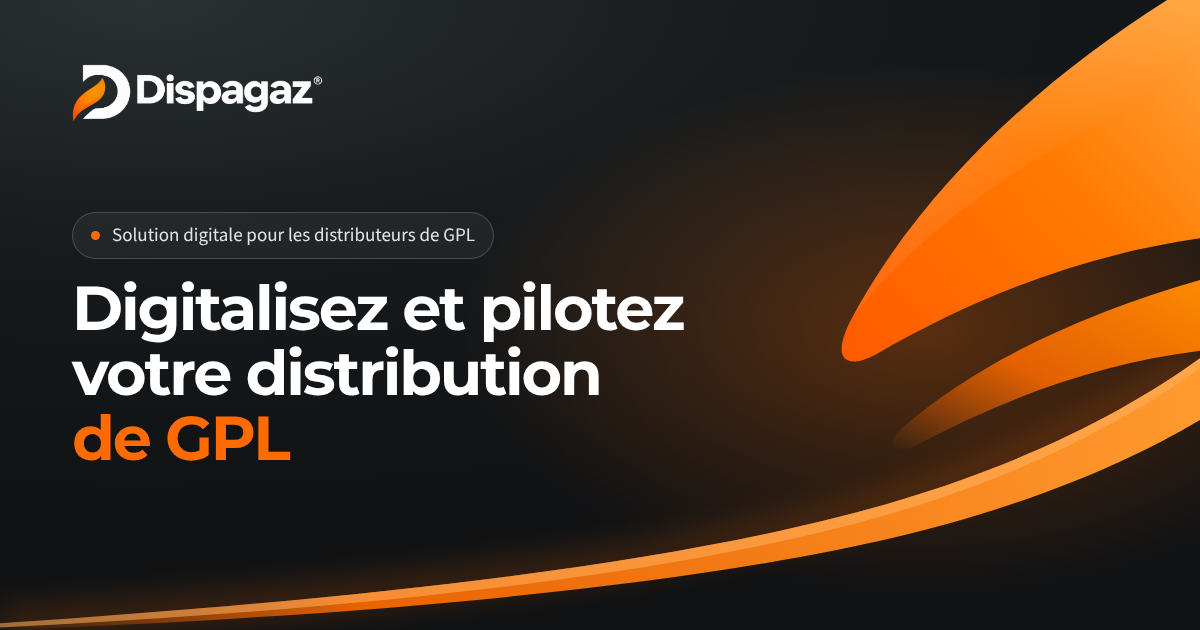 Dispagaz®
Solution digitale pour les distributeurs de GPL
Digitalisez et pilotez
votre distribution
de GPL